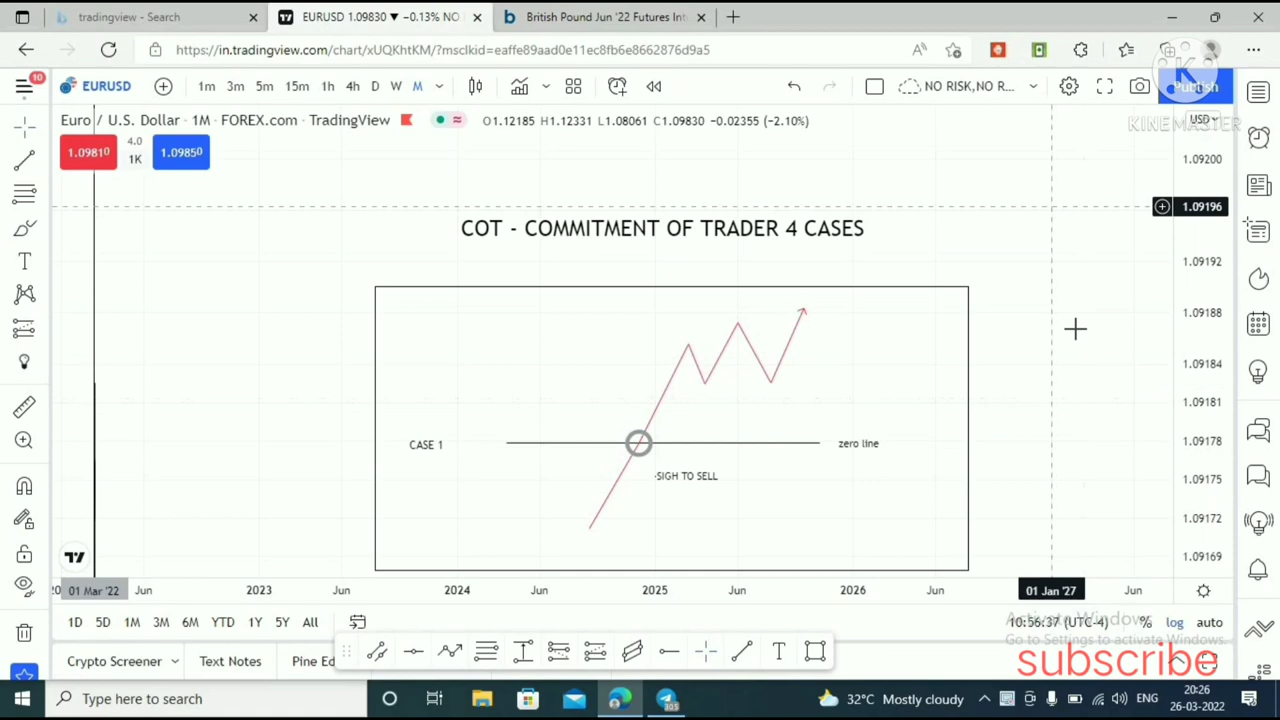 tradingview - Search
EURUSD 1.09830 ▼ −0.13% NO
British Pound Jun '22 Futures Int
https://in.tradingview.com/chart/xUQKhtKM/?msclkid=eaffe89aad0e11ec8fb6e8662876d9a5
10
EURUSD
1m 3m 5m 15m 1h 4h D W M
NO RISK,NO R...
Publish
K
KINEMASTER
Euro / U.S. Dollar · 1M · FOREX.com · TradingView
O1.12185 H1.12331 L1.08061 C1.09830 −0.02355 (−2.10%)
USD
1.09810
4.0
1K
1.09850
1.09200
1.09196
1.09192
1.09188
1.09184
1.09181
1.09178
1.09175
1.09172
1.09169
COT - COMMITMENT OF TRADER 4 CASES
CASE 1
zero line
·SIGH TO SELL
01 Mar '22
Jun
2023
Jun
2024
Jun
2025
Jun
2026
Jun
01 Jan '27
Jun
1D 5D 1M 3M 6M YTD 1Y 5Y All
10:56:37 (UTC-4)
% log auto
Activate Windows
Go to Settings to activate Windows.
Crypto Screener
Text Notes
Pine Ed
subscribe
Type here to search
305
32°C Mostly cloudy
ENG
20:26
26-03-2022